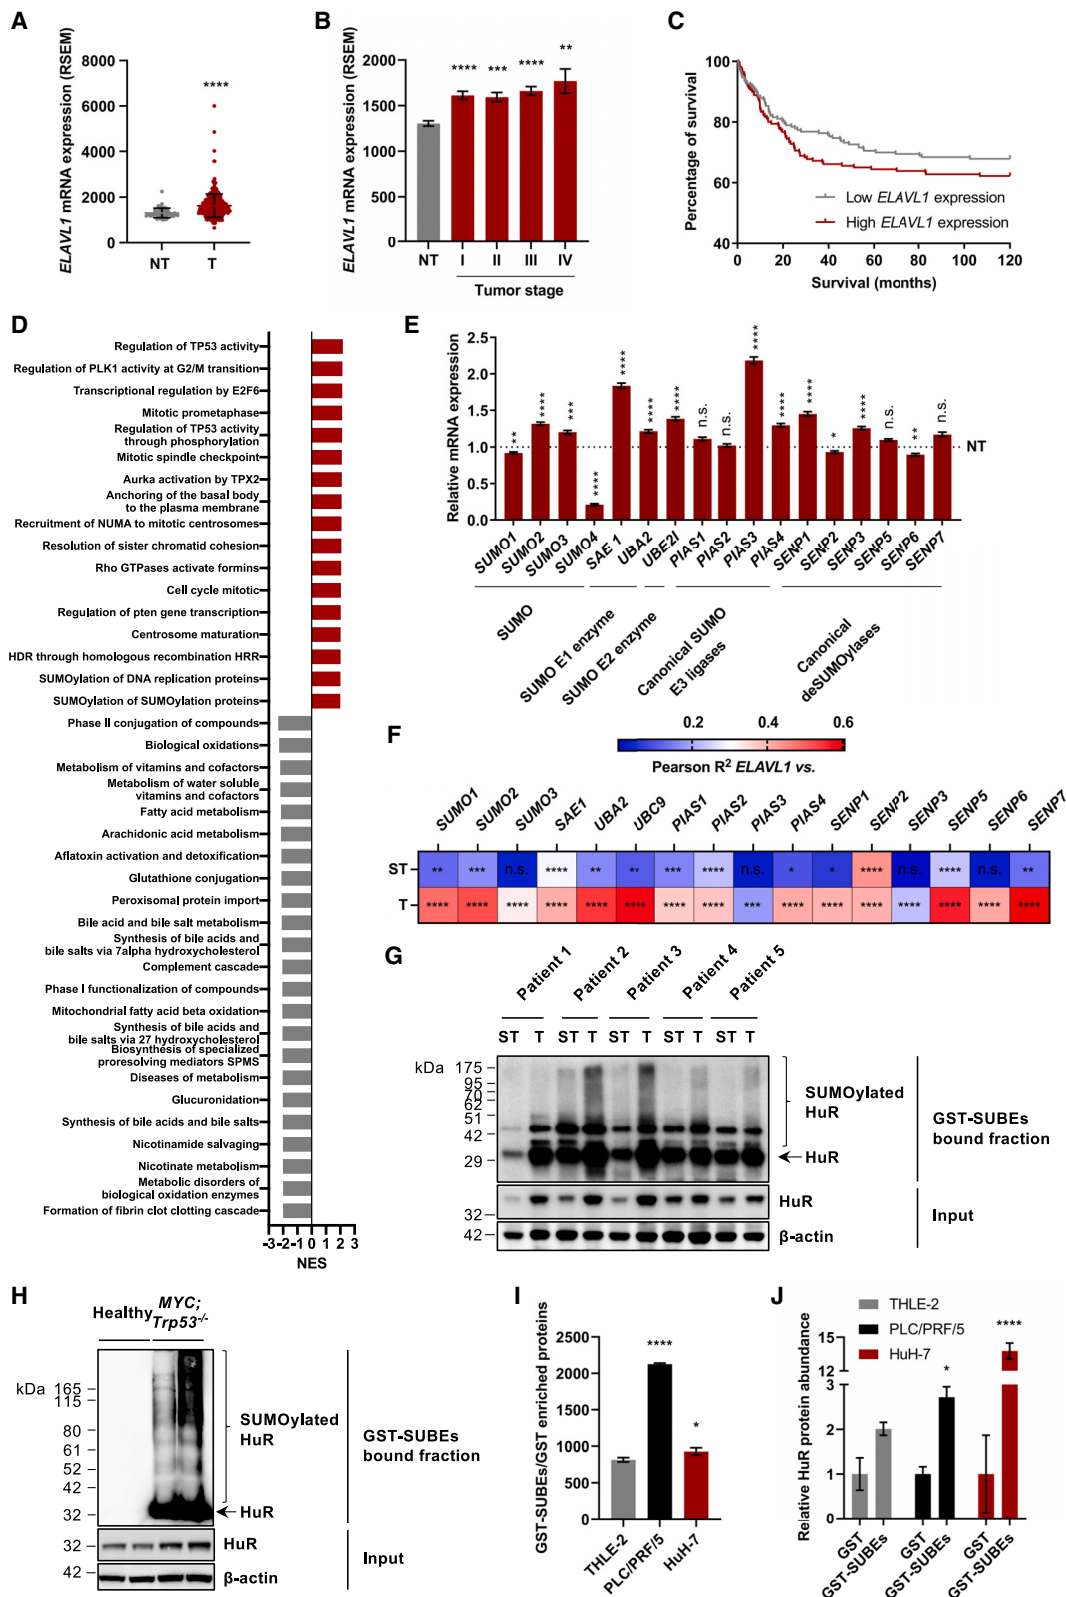 A
ELAVL1 mRNA expression (RSEM)
8000
6000
4000
2000
0
****
NT
T
B
ELAVL1 mRNA expression (RSEM)
2000
1500
1000
500
0
****
***
****
**
NT
I
II
III
IV
Tumor stage
C
Percentage of survival
100
80
60
40
Low ELAVL1 expression
High ELAVL1 expression
0 20 40 60 80 100 120
Survival (months)
D
Regulation of TP53 activity
Regulation of PLK1 activity at G2/M transition
Transcriptional regulation by E2F6
Mitotic prometaphase
Regulation of TP53 activity
through phosphorylation
Mitotic spindle checkpoint
Aurka activation by TPX2
Anchoring of the basal body
to the plasma membrane
Recruitment of NUMA to mitotic centrosomes
Resolution of sister chromatid cohesion
Rho GTPases activate formins
Cell cycle mitotic
Regulation of pten gene transcription
Centrosome maturation
HDR through homologous recombination HRR
SUMOylation of DNA replication proteins
SUMOylation of SUMOylation proteins
Phase II conjugation of compounds
Biological oxidations
Metabolism of vitamins and cofactors
Metabolism of water soluble
vitamins and cofactors
Fatty acid metabolism
Arachidonic acid metabolism
Aflatoxin activation and detoxification
Glutathione conjugation
Peroxisomal protein import
Bile acid and bile salt metabolism
Synthesis of bile acids and
bile salts via 7alpha hydroxycholesterol
Complement cascade
Phase I functionalization of compounds
Mitochondrial fatty acid beta oxidation
Synthesis of bile acids and
bile salts via 27 hydroxycholesterol
Biosynthesis of specialized
proresolving mediators SPMS
Diseases of metabolism
Glucuronidation
Synthesis of bile acids and bile salts
Nicotinamide salvaging
Nicotinate metabolism
Metabolic disorders of
biological oxidation enzymes
Formation of fibrin clot clotting cascade
-3 -2 -1 0 1 2 3
NES
E
Relative mRNA expression
2.5
2.0
1.5
1.0
0.5
0.0
** **** *** **** **** **** **** n.s. n.s. **** **** **** * **** n.s. ** n.s.
NT
SUMO1 SUMO2 SUMO3 SUMO4 SAE 1 UBA2 UBE2I PIAS1 PIAS2 PIAS3 PIAS4 SENP1 SENP2 SENP3 SENP5 SENP6 SENP7
SUMO
SUMO E1 enzyme
SUMO E2 enzyme
Canonical SUMO
E3 ligases
Canonical
deSUMOylases
F
0.2 0.4 0.6
Pearson R² ELAVL1 vs.
SUMO1 SUMO2 SUMO3 SAE1 UBA2 UBC9 PIAS1 PIAS2 PIAS3 PIAS4 SENP1 SENP2 SENP3 SENP5 SENP6 SENP7
ST ** *** n.s. **** ** ** *** **** n.s. * * **** n.s. **** n.s. **
T **** **** **** **** **** **** **** **** *** **** **** **** **** **** **** ****
G
Patient 1 Patient 2 Patient 3 Patient 4 Patient 5
ST T ST T ST T ST T ST T
kDa
175
95
70
62
51
42
29
SUMOylated
HuR
HuR
GST-SUBEs
bound fraction
32
HuR
42
β-actin
Input
H
Healthy
MYC;
Trp53-/-
kDa
165
115
80
61
52
42
32
SUMOylated
HuR
HuR
GST-SUBEs
bound fraction
32
HuR
42
β-actin
Input
I
GST-SUBEs/GST enriched proteins
2500
2000
1500
1000
500
0
****
*
THLE-2
PLC/PRF/5
HuH-7
J
THLE-2
PLC/PRF/5
HuH-7
Relative HuR protein abundance
15
12
3
2
1
0
*
****
GST
GST-SUBEs
GST
GST-SUBEs
GST
GST-SUBEs